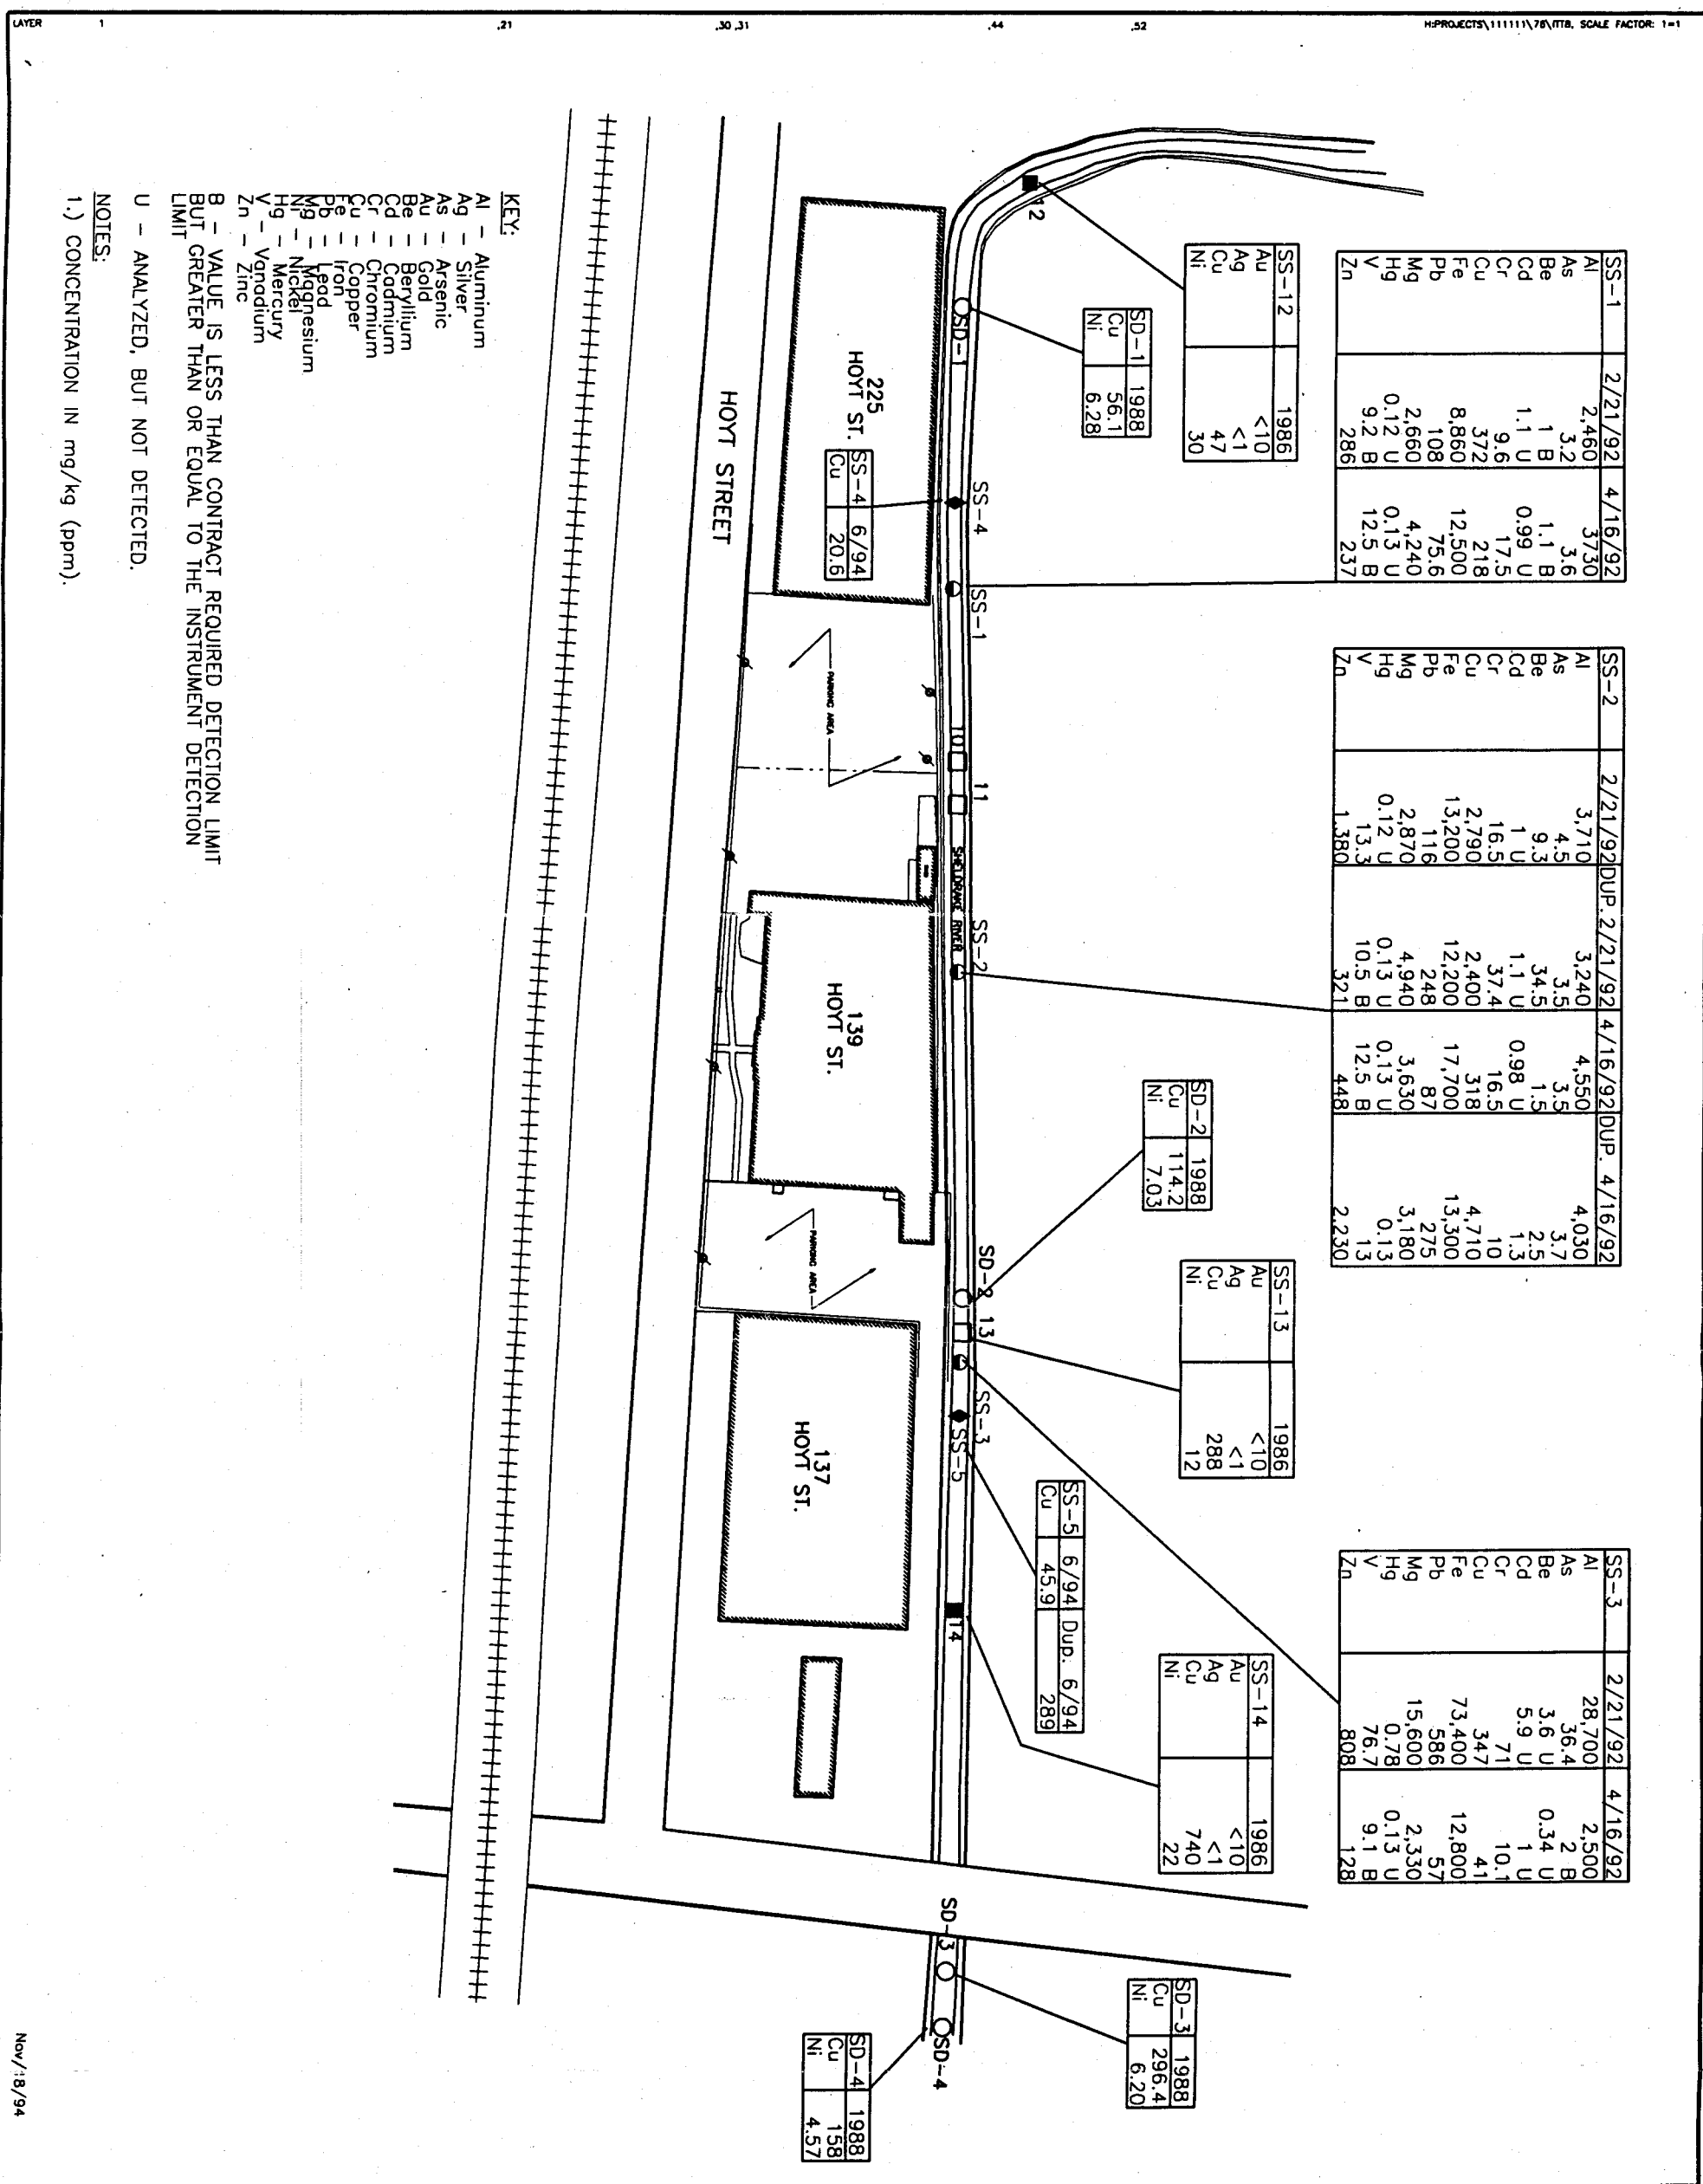 LAYER 1 ,21 ,30 ,31 ,44 ,52 H:PROJECTS\111111\76\ITTB, SCALE FACTOR: 1=1
SS-1 2/21/92 4/16/92
Al 2,460 3730
As 3.2 3.6
Be 1 B 1.1 B
Cd 1.1 U 0.99 U
Cr 9.6 17.5
Cu 372 218
Fe 8,860 12,500
Pb 108 75.6
Mg 2,660 4,240
Hg 0.12 U 0.13 U
V 9.2 B 12.5 B
Zn 286 237
SS-2 2/21/92 DUP. 2/21/92 4/16/92 DUP. 4/16/92
Al 3,710 3,240 4,550 4,030
As 4.5 3.5 3.5 3.7
Be 9.3 34.5 1.5 2.5
Cd 1 U 1.1 U 0.98 U 1.3
Cr 16.5 37.4 16.5 10
Cu 2,790 2,400 318 4,710
Fe 13,200 12,200 17,700 13,300
Pb 116 248 87 275
Mg 2,870 4,940 3,630 3,180
Hg 0.12 U 0.13 U 0.13 U 0.13
V 13.3 10.5 B 12.5 B 13
Zn 1,380 321 448 2,230
SS-3 2/21/92 4/16/92
Al 28,700 2,500
As 36.4 2 B
Be 3.6 U 0.34 U
Cd 5.9 U 1 U
Cr 71 10.1
Cu 347 41
Fe 73,400 12,800
Pb 586 57
Mg 15,600 2,330
Hg 0.78 0.13 U
V 76.7 9.1 B
Zn 808 128
SS-12 1986
Au <10
Ag <1
Cu 47
Ni 30
SD-1 1988
Cu 56.1
Ni 6.28
SD-2 1988
Cu 114.2
Ni 7.03
SS-13 1986
Au <10
Ag <1
Cu 288
Ni 12
SS-14 1986
Au <10
Ag <1
Cu 740
Ni 22
SD-3 1988
Cu 296.4
Ni 6.20
SS-5 6/94 Dup. 6/94
Cu 45.9 289
12
SD-1
SS-4
SS-1
10
11
SHELDRAKE RIVER
SS-2
SD-2
13
SS-3
SS-5
14
SD-3
SD-4
SS-4 6/94
Cu 20.6
SD-4 1988
Cu 158
Ni 4.57
225
HOYT ST.
PARKING AREA
139
HOYT ST.
PARKING AREA
137
HOYT ST.
HOYT STREET
KEY:
Al - Aluminum
Ag - Silver
As - Arsenic
Au - Gold
Be - Beryllium
Cd - Cadmium
Cr - Chromium
Cu - Copper
Fe - Iron
Pb - Lead
Mg - Magnesium
Ni - Nickel
Hg - Mercury
V - Vanadium
Zn - Zinc
B - VALUE IS LESS THAN CONTRACT REQUIRED DETECTION LIMIT
BUT GREATER THAN OR EQUAL TO THE INSTRUMENT DETECTION
LIMIT
U - ANALYZED, BUT NOT DETECTED.
NOTES:
1.) CONCENTRATION IN mg/kg (ppm).
Nov/18/94